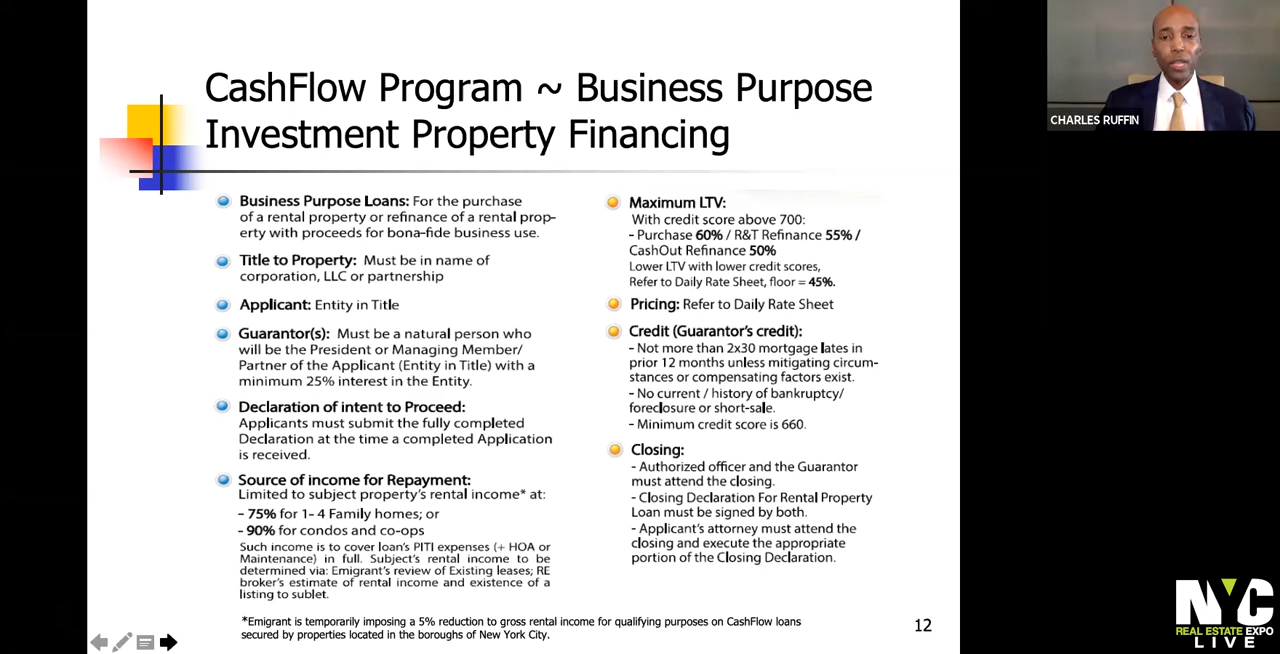 CashFlow Program ~ Business Purpose
Investment Property Financing
Business Purpose Loans: For the purchase
of a rental property or refinance of a rental prop-
erty with proceeds for bona-fide business use.
Title to Property: Must be in name of
corporation, LLC or partnership
Applicant: Entity in Title
Guarantor(s): Must be a natural person who
will be the President or Managing Member/
Partner of the Applicant (Entity in Title) with a
minimum 25% interest in the Entity.
Declaration of intent to Proceed:
Applicants must submit the fully completed
Declaration at the time a completed Application
is received.
Source of income for Repayment:
Limited to subject property's rental income* at:
- 75% for 1- 4 Family homes; or
- 90% for condos and co-ops
Such income is to cover loan's PITI expenses (+ HOA or
Maintenance) in full. Subject's rental income to be
determined via: Emigrant's review of Existing leases; RE
broker's estimate of rental income and existence of a
listing to sublet.
Maximum LTV:
With credit score above 700:
- Purchase 60% / R&T Refinance 55% /
CashOut Refinance 50%
Lower LTV with lower credit scores,
Refer to Daily Rate Sheet, floor = 45%.
Pricing: Refer to Daily Rate Sheet
Credit (Guarantor's credit):
- Not more than 2x30 mortgage lates in
prior 12 months unless mitigating circum-
stances or compensating factors exist.
- No current / history of bankruptcy/
foreclosure or short-sale.
- Minimum credit score is 660.
Closing:
- Authorized officer and the Guarantor
must attend the closing.
- Closing Declaration For Rental Property
Loan must be signed by both.
- Applicant's attorney must attend the
closing and execute the appropriate
portion of the Closing Declaration.
*Emigrant is temporarily imposing a 5% reduction to gross rental income for qualifying purposes on CashFlow loans
secured by properties located in the boroughs of New York City.
12
CHARLES RUFFIN
NYC
REAL ESTATE EXPO
LIVE